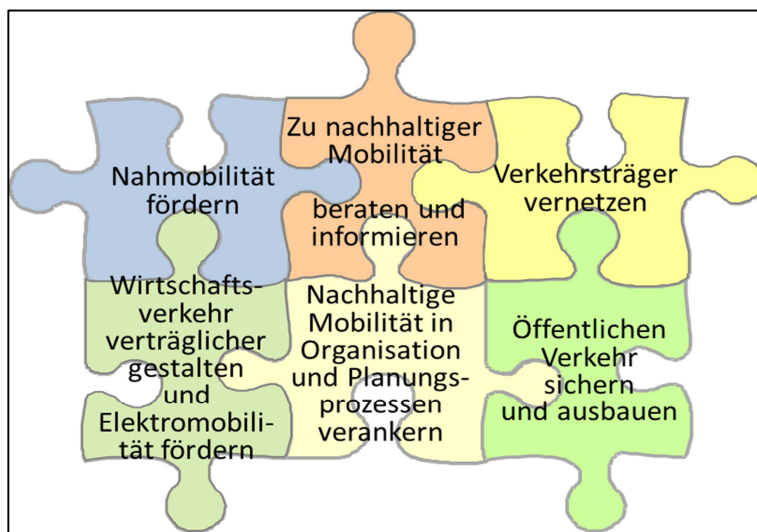 Nahmobilität
fördern
Zu nachhaltiger
Mobilität
beraten und
informieren
Verkehrsträger
vernetzen
Wirtschafts-
verkehr
verträglicher
gestalten
und
Elektromobili-
tät fördern
Nachhaltige
Mobilität in
Organisation
und Planungs-
prozessen
verankern
Öffentlichen
Verkehr
sichern
und ausbauen